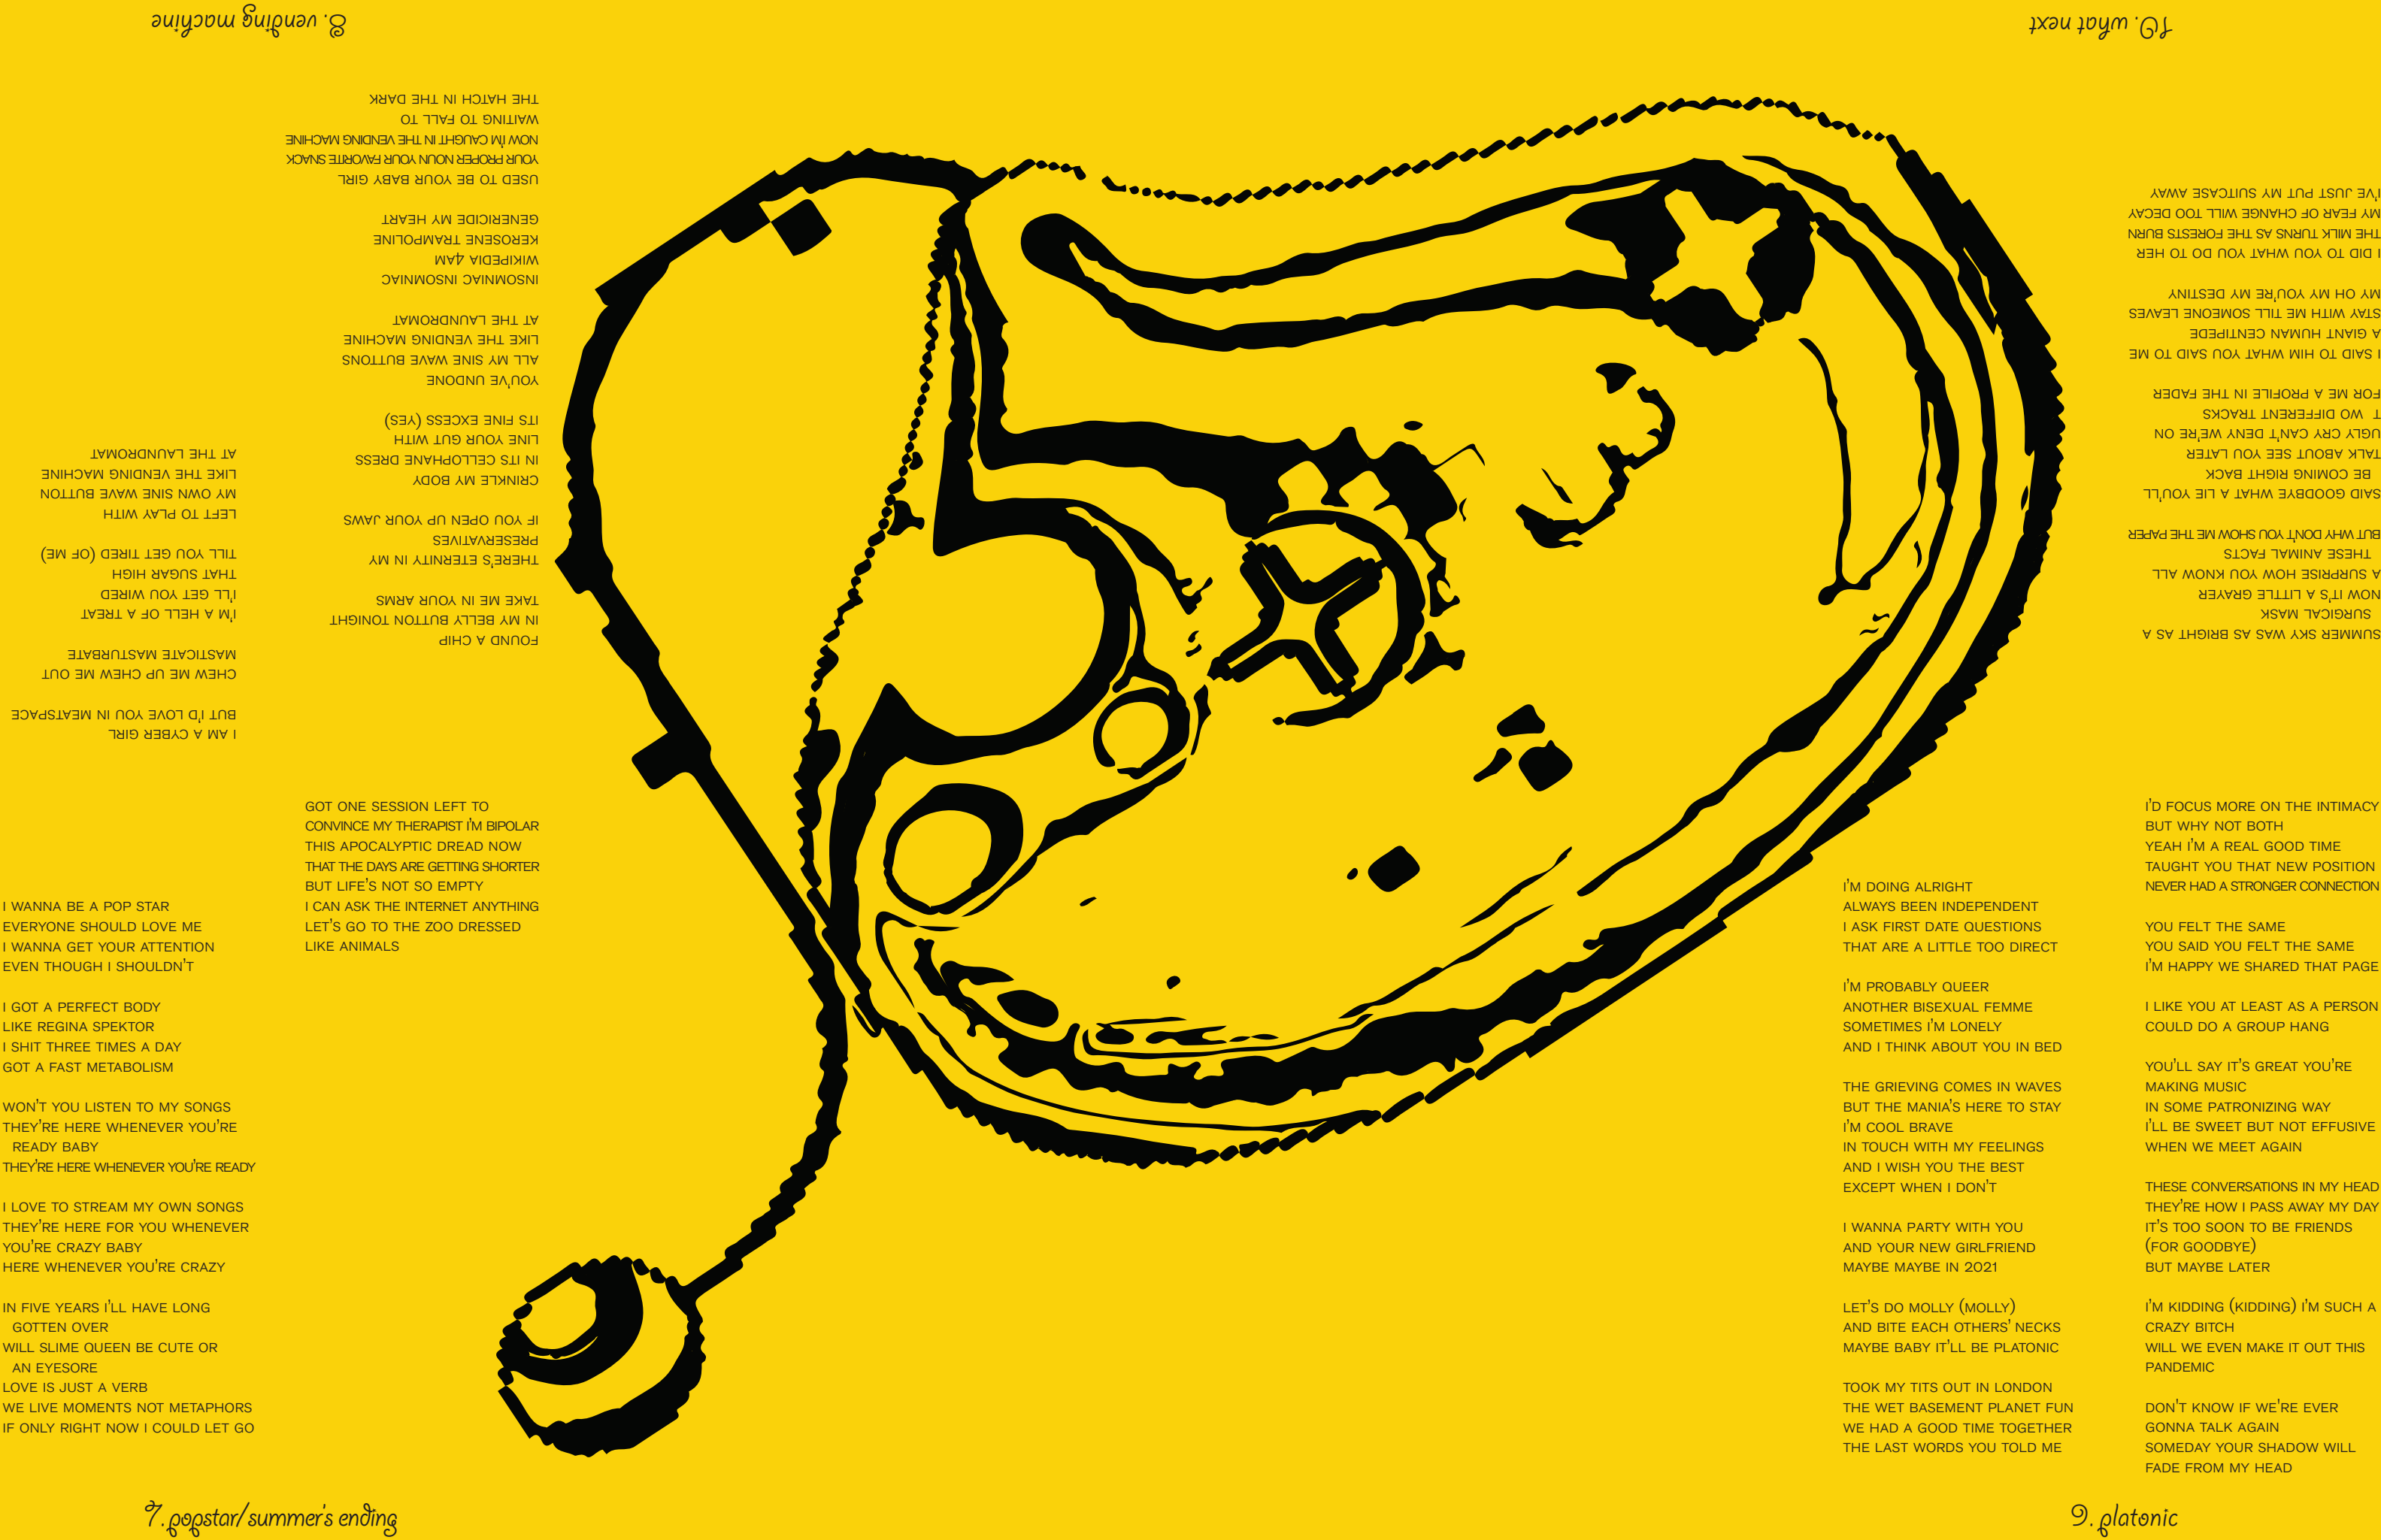 7. popstar/summer's ending
I WANNA BE A POP STAR
EVERYONE SHOULD LOVE ME
I WANNA GET YOUR ATTENTION
EVEN THOUGH I SHOULDN'T
I GOT A PERFECT BODY
LIKE REGINA SPEKTOR
I SHIT THREE TIMES A DAY
GOT A FAST METABOLISM
WON'T YOU LISTEN TO MY SONGS
THEY'RE HERE WHENEVER YOU'RE
READY BABY
THEY'RE HERE WHENEVER YOU'RE READY
I LOVE TO STREAM MY OWN SONGS
THEY'RE HERE FOR YOU WHENEVER
YOU'RE CRAZY BABY
HERE WHENEVER YOU'RE CRAZY
IN FIVE YEARS I'LL HAVE LONG
GOTTEN OVER
WILL SLIME QUEEN BE CUTE OR
AN EYESORE
LOVE IS JUST A VERB
WE LIVE MOMENTS NOT METAPHORS
IF ONLY RIGHT NOW I COULD LET GO
GOT ONE SESSION LEFT TO
CONVINCE MY THERAPIST I'M BIPOLAR
THIS APOCALYPTIC DREAD NOW
THAT THE DAYS ARE GETTING SHORTER
BUT LIFE'S NOT SO EMPTY
I CAN ASK THE INTERNET ANYTHING
LET'S GO TO THE ZOO DRESSED
LIKE ANIMALS
8. vending machine
FOUND A CHIP
IN MY BELLY BUTTON TONIGHT
TAKE ME IN YOUR ARMS
THERE'S ETERNITY IN MY
PRESERVATIVES
IF YOU OPEN UP YOUR JAWS
CRINKLE MY BODY
IN ITS CELLOPHANE DRESS
LINE YOUR GUT WITH
ITS FINE EXCESS (YES)
YOU'VE UNDONE
ALL MY SINE WAVE BUTTONS
LIKE THE VENDING MACHINE
AT THE LAUNDROMAT
INSOMNIAC INSOMNIAC
WIKIPEDIA 4AM
KEROSENE TRAMPOLINE
GENERICIDE MY HEART
USED TO BE YOUR BABY GIRL
YOUR PROPER NOUN YOUR FAVORITE SNACK
NOW I'M CAUGHT IN THE VENDING MACHINE
WAITING TO FALL TO
THE HATCH IN THE DARK
I AM A CYBER GIRL
BUT I'D LOVE YOU IN MEATSPACE
CHEW ME UP CHEW ME OUT
MASTICATE MASTURBATE
I'M A HELL OF A TREAT
I'LL GET YOU WIRED
THAT SUGAR HIGH
TILL YOU GET TIRED (OF ME)
LEFT TO PLAY WITH
MY OWN SINE WAVE BUTTON
LIKE THE VENDING MACHINE
AT THE LAUNDROMAT
9. platonic
I'M DOING ALRIGHT
ALWAYS BEEN INDEPENDENT
I ASK FIRST DATE QUESTIONS
THAT ARE A LITTLE TOO DIRECT
I'M PROBABLY QUEER
ANOTHER BISEXUAL FEMME
SOMETIMES I'M LONELY
AND I THINK ABOUT YOU IN BED
THE GRIEVING COMES IN WAVES
BUT THE MANIA'S HERE TO STAY
I'M COOL BRAVE
IN TOUCH WITH MY FEELINGS
AND I WISH YOU THE BEST
EXCEPT WHEN I DON'T
I WANNA PARTY WITH YOU
AND YOUR NEW GIRLFRIEND
MAYBE MAYBE IN 2021
LET'S DO MOLLY (MOLLY)
AND BITE EACH OTHERS' NECKS
MAYBE BABY IT'LL BE PLATONIC
TOOK MY TITS OUT IN LONDON
THE WET BASEMENT PLANET FUN
WE HAD A GOOD TIME TOGETHER
THE LAST WORDS YOU TOLD ME
I'D FOCUS MORE ON THE INTIMACY
BUT WHY NOT BOTH
YEAH I'M A REAL GOOD TIME
TAUGHT YOU THAT NEW POSITION
NEVER HAD A STRONGER CONNECTION
YOU FELT THE SAME
YOU SAID YOU FELT THE SAME
I'M HAPPY WE SHARED THAT PAGE
I LIKE YOU AT LEAST AS A PERSON
COULD DO A GROUP HANG
YOU'LL SAY IT'S GREAT YOU'RE
MAKING MUSIC
IN SOME PATRONIZING WAY
I'LL BE SWEET BUT NOT EFFUSIVE
WHEN WE MEET AGAIN
THESE CONVERSATIONS IN MY HEAD
THEY'RE HOW I PASS AWAY MY DAY
IT'S TOO SOON TO BE FRIENDS
(FOR GOODBYE)
BUT MAYBE LATER
I'M KIDDING (KIDDING) I'M SUCH A
CRAZY BITCH
WILL WE EVEN MAKE IT OUT THIS
PANDEMIC
DON'T KNOW IF WE'RE EVER
GONNA TALK AGAIN
SOMEDAY YOUR SHADOW WILL
FADE FROM MY HEAD
10. what next
SUMMER SKY WAS AS BRIGHT AS A
SURGICAL MASK
NOW IT'S A LITTLE GRAYER
A SURPRISE HOW YOU KNOW ALL
THESE ANIMAL FACTS
BUT WHY DON'T YOU SHOW ME THE PAPER
SAID GOODBYE WHAT A LIE YOU'LL
BE COMING RIGHT BACK
TALK ABOUT SEE YOU LATER
UGLY CRY CAN'T DENY WE'RE ON
T WO DIFFERENT TRACKS
FOR ME A PROFILE IN THE FADER
I SAID TO HIM WHAT YOU SAID TO ME
A GIANT HUMAN CENTIPEDE
STAY WITH ME TILL SOMEONE LEAVES
MY OH MY YOU'RE MY DESTINY
I DID TO YOU WHAT YOU DO TO HER
THE MILK TURNS AS THE FORESTS BURN
MY FEAR OF CHANGE WILL TOO DECAY
I'VE JUST PUT MY SUITCASE AWAY